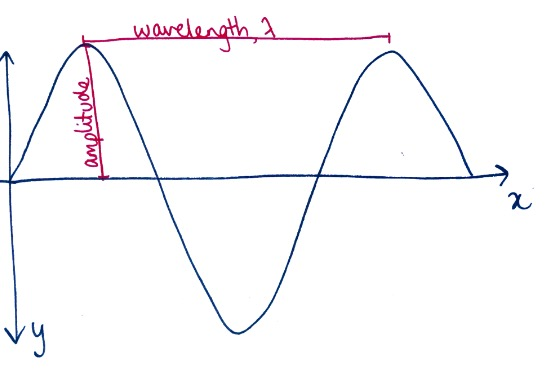 wavelength, λ
amplitude
x
y